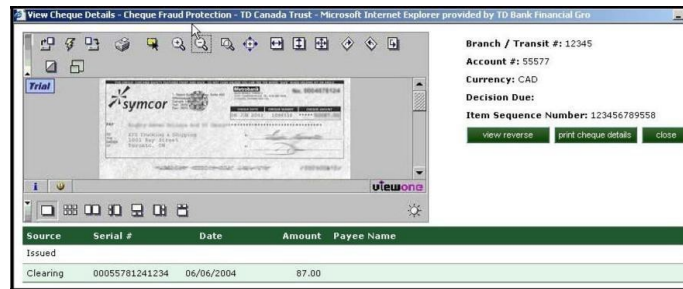 View Cheque Details - Cheque Fraud Protection - TD Canada Trust - Microsoft Internet Explorer provided by TD Bank Financial Gro
Branch / Transit #: 12345
Account #: 55577
Currency: CAD
Decision Due:
Item Sequence Number: 123456789558
view reverse print cheque details close
Trial
symcor
viewone
Source Serial # Date Amount Payee Name
Issued
Clearing 00055781241234 06/06/2004 87.00